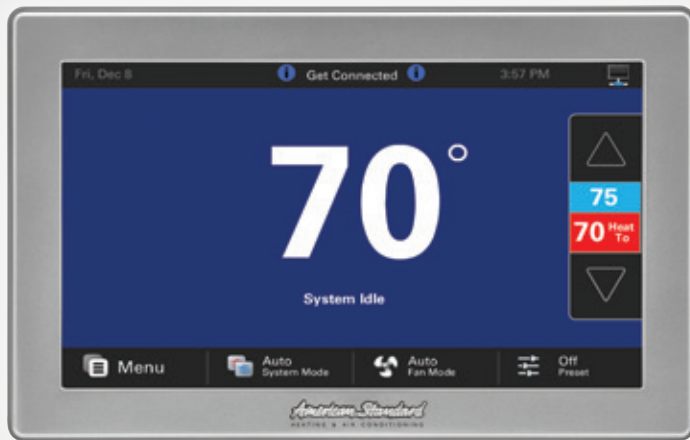 Fri, Dec 8 Get Connected 3:57 PM
70°
75
70 Heat To
System Idle
Menu Auto System Mode Auto Fan Mode Off Preset
American Standard
HEATING & AIR CONDITIONING